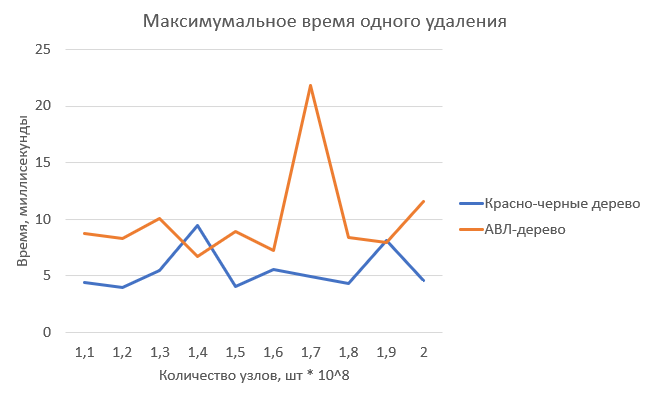 Максимумальное время одного удаления
25
20
15
10
5
0
Время, миллисекунды
1,1 1,2 1,3 1,4 1,5 1,6 1,7 1,8 1,9 2
Количество узлов, шт * 10^8
Красно-черные дерево
АВЛ-дерево